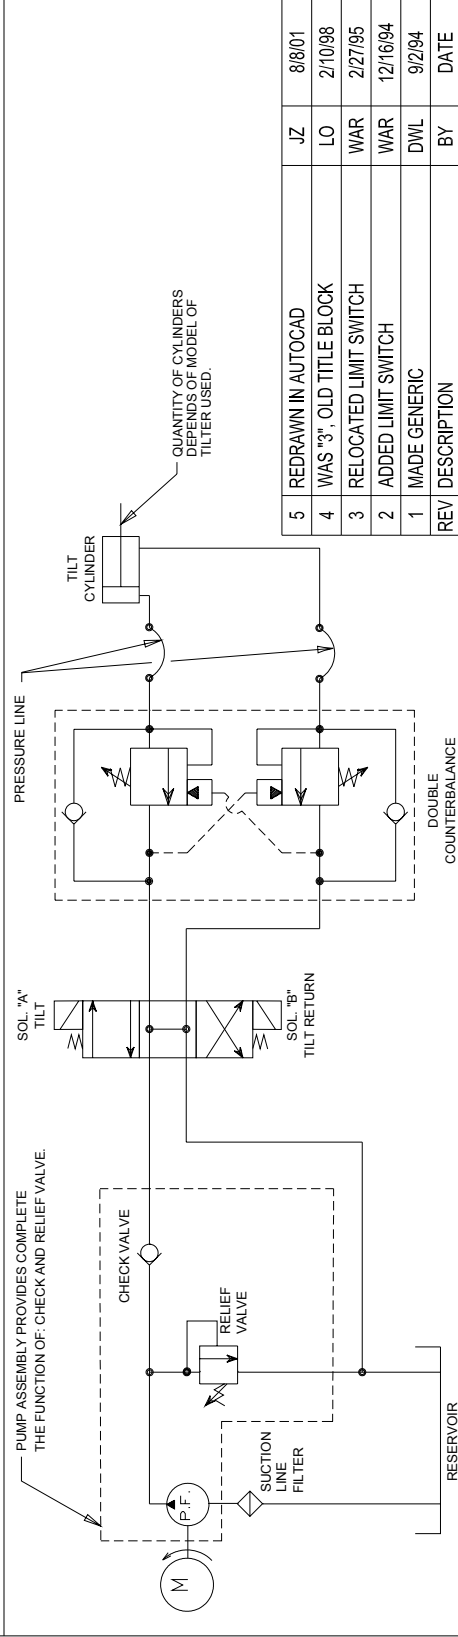 PUMP ASSEMBLY PROVIDES COMPLETE
THE FUNCTION OF: CHECK AND RELIEF VALVE.
M
P.F.
SUCTION
LINE
FILTER
RESERVOIR
RELIEF
VALVE
CHECK VALVE
SOL. "A"
TILT
SOL. "B"
TILT RETURN
PRESSURE LINE
DOUBLE
COUNTERBALANCE
TILT
CYLINDER
QUANTITY OF CYLINDERS
DEPENDS OF MODEL OF
TILTER USED.
5 REDRAWN IN AUTOCAD JZ 8/8/01
4 WAS "3", OLD TITLE BLOCK LO 2/10/98
3 RELOCATED LIMIT SWITCH WAR 2/27/95
2 ADDED LIMIT SWITCH WAR 12/16/94
1 MADE GENERIC DWL 9/2/94
REV DESCRIPTION BY DATE